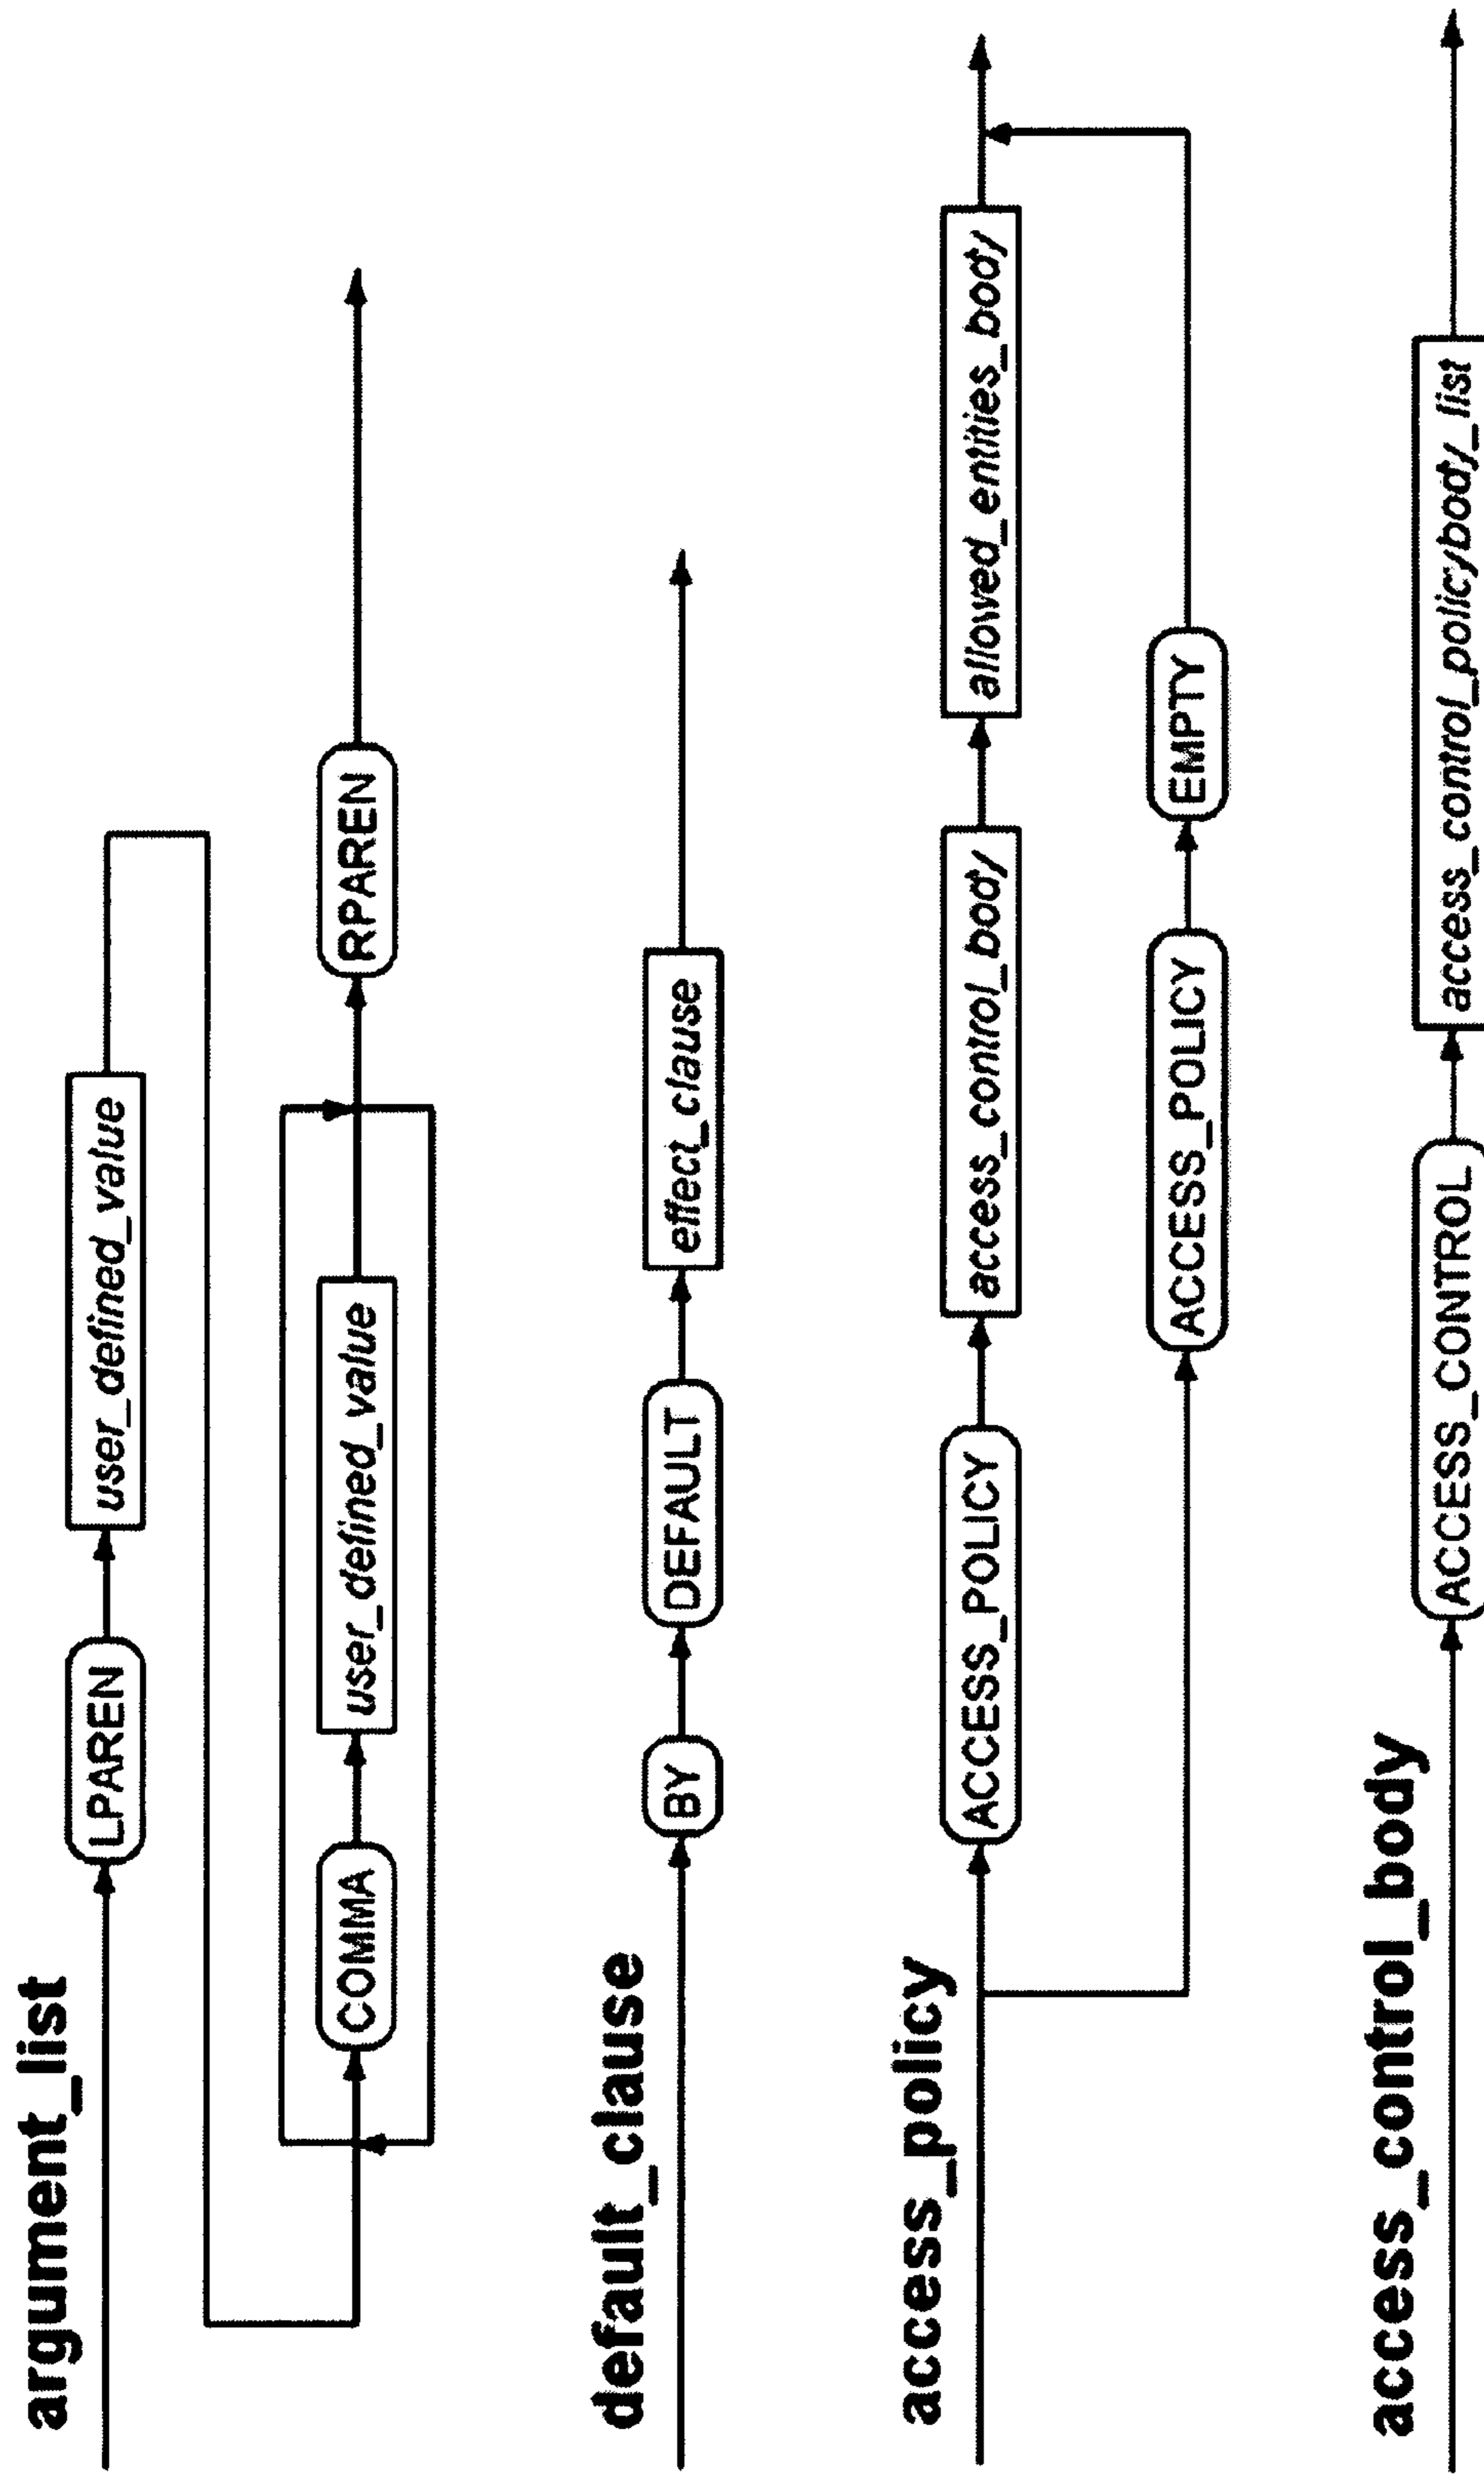 argument_list
LPAREN user_defined_value
COMMA user_defined_value RPAREN
default_clause
BY DEFAULT effect_clause
access_policy
ACCESS_POLICY access_control_body allowed_entities_body
ACCESS_POLICY EMPTY
access_control_body
ACCESS_CONTROL access_control_policybody_list